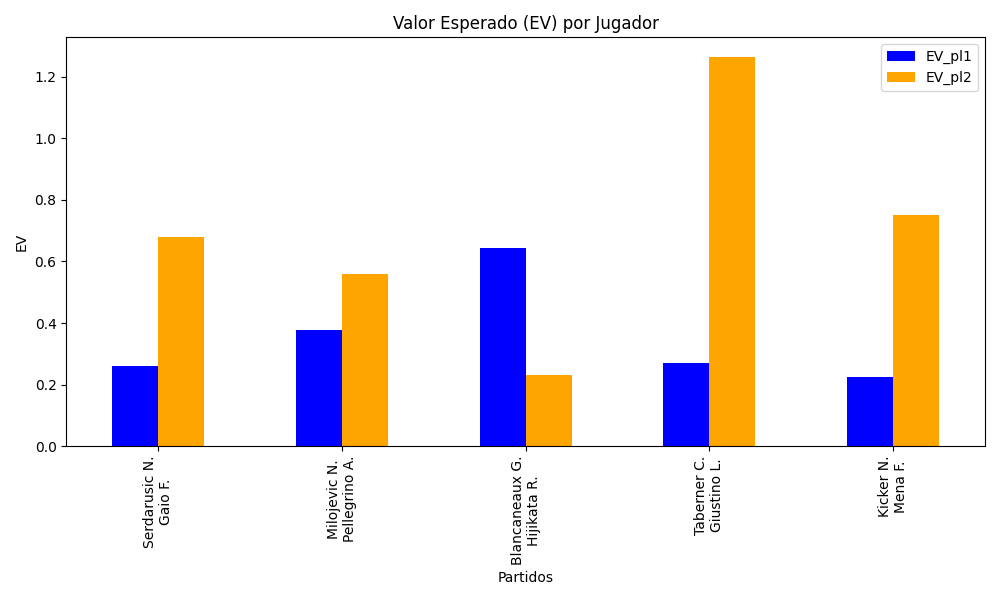 Valor Esperado (EV) por Jugador
EV_pl1
EV_pl2
EV
1.2
1.0
0.8
0.6
0.4
0.2
0.0
Serdarusic N.
Gaio F.
Milojevic N.
Pellegrino A.
Blancaneaux G.
Hijikata R.
Taberner C.
Giustino L.
Kicker N.
Mena F.
Partidos